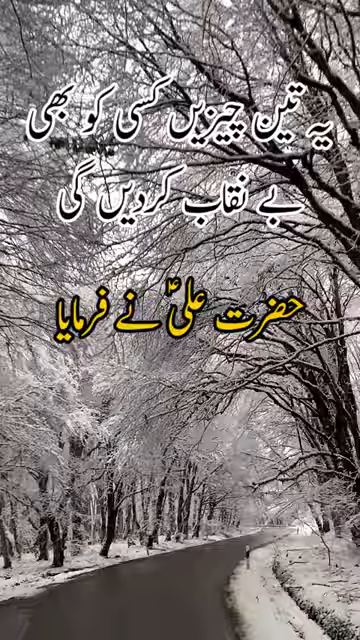 یہ تین چیزیں کسی کو بھی
بے نقاب کردیں گی
حضرت علیؑ نے فرمایا